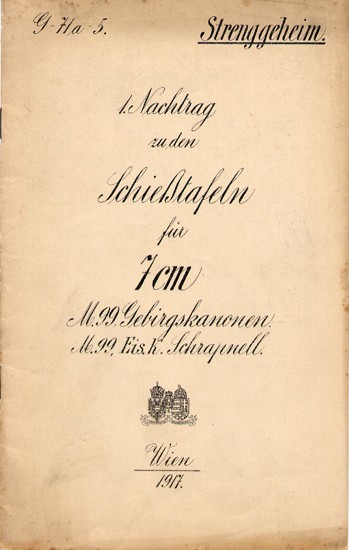 G-7/a-5.
Strenggeheim.
1. Nachtrag
zu den
Schießtafeln
für
7cm
M.99 Gebirgskanonen.
M.99, Eis. K. Schrapnell.
Wien
1917.